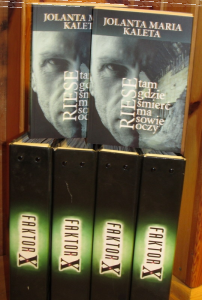 JOLANTA MARIA
KALETA
RIESE
tam
gdzie
śmierć
ma
sowie
oczy
JOLANTA MARIA
KALETA
RIESE
tam
gdzie
śmierć
ma
sowie
oczy
FAKTOR X
FAKTOR X
FAKTOR X
FAKTOR X